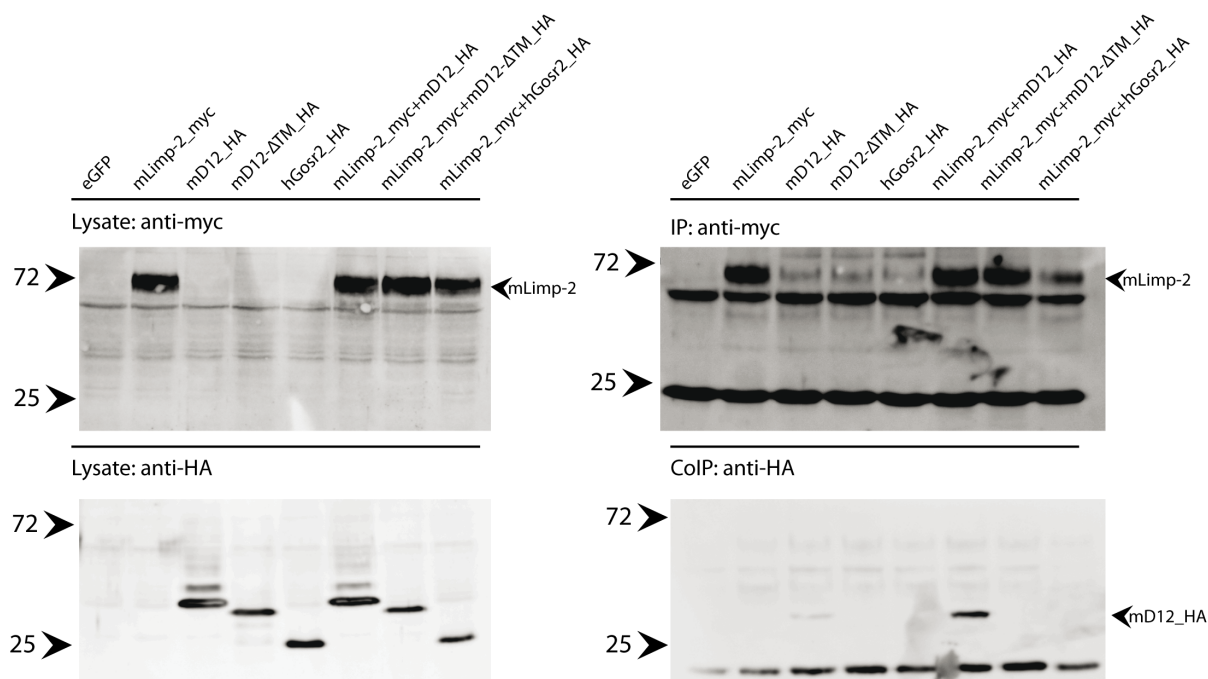 eGFP
mLimp-2_myc
mD12_HA
mD12-ΔTM_HA
hGosr2_HA
mLimp-2_myc+mD12_HA
mLimp-2_myc+mD12-ΔTM_HA
mLimp-2_myc+hGosr2_HA
Lysate: anti-myc
72
mLimp-2
25
Lysate: anti-HA
72
25
eGFP
mLimp-2_myc
mD12_HA
mD12-ΔTM_HA
hGosr2_HA
mLimp-2_myc+mD12_HA
mLimp-2_myc+mD12-ΔTM_HA
mLimp-2_myc+hGosr2_HA
IP: anti-myc
72
mLimp-2
25
CoIP: anti-HA
72
mD12_HA
25